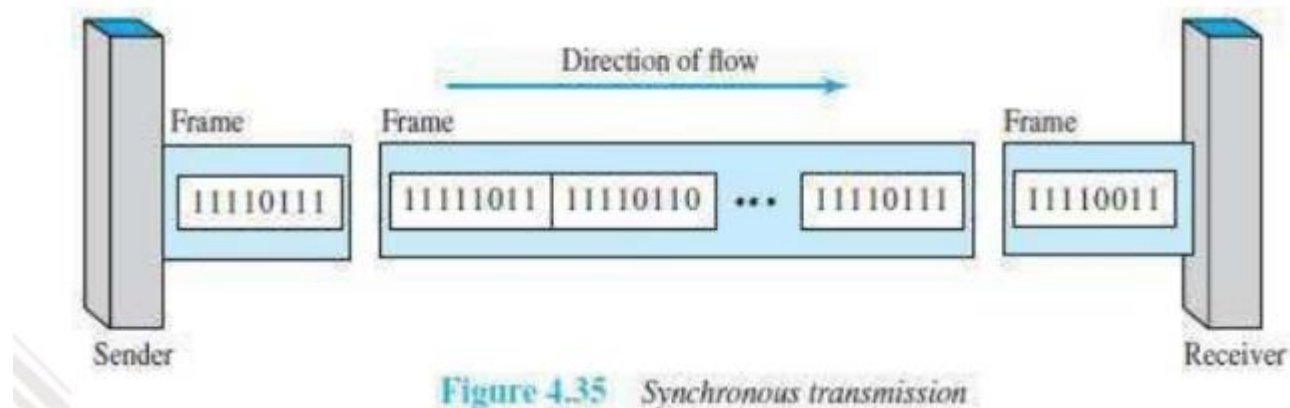 Direction of flow
Frame Frame Frame
11110111 11111011 11110110 ... 11110111 11110011
Sender Receiver
Figure 4.35 Synchronous transmission